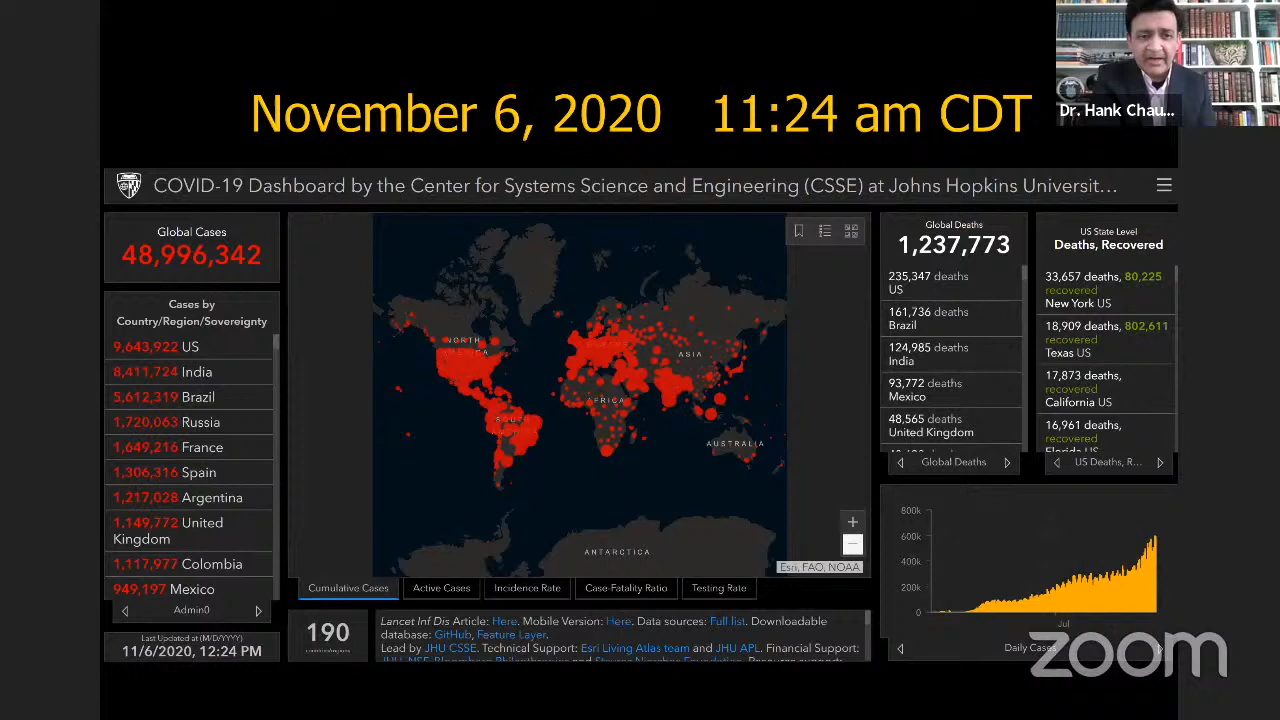 November 6, 2020 11:24 am CDT
Dr. Hank Chau...
COVID-19 Dashboard by the Center for Systems Science and Engineering (CSSE) at Johns Hopkins Universit...
Global Cases
48,996,342
Cases by
Country/Region/Sovereignty
9,643,922 US
8,411,724 India
5,612,319 Brazil
1,720,063 Russia
1,649,216 France
1,306,316 Spain
1,217,028 Argentina
1,149,772 United
Kingdom
1,117,977 Colombia
949,197 Mexico
Admin0
Last Updated at (M/D/YYYY)
11/6/2020, 12:24 PM
NORTH
AMERICA
SOUTH
AMERICA
EUROPE
AFRICA
ASIA
AUSTRALIA
ANTARCTICA
Esri, FAO, NOAA
Cumulative Cases
Active Cases
Incidence Rate
Case-Fatality Ratio
Testing Rate
190
countries/regions
Lancet Inf Dis Article: Here. Mobile Version: Here. Data sources: Full list. Downloadable
database: GitHub, Feature Layer.
Lead by JHU CSSE. Technical Support: Esri Living Atlas team and JHU APL. Financial Support:
Global Deaths
1,237,773
235,347 deaths
US
161,736 deaths
Brazil
124,985 deaths
India
93,772 deaths
Mexico
48,565 deaths
United Kingdom
Global Deaths
US State Level
Deaths, Recovered
33,657 deaths, 80,225
recovered
New York US
18,909 deaths, 802,611
recovered
Texas US
17,873 deaths,
recovered
California US
16,961 deaths,
recovered
Florida US
US Deaths, R...
800k
600k
400k
200k
0
Jul
Daily Cases
zoom